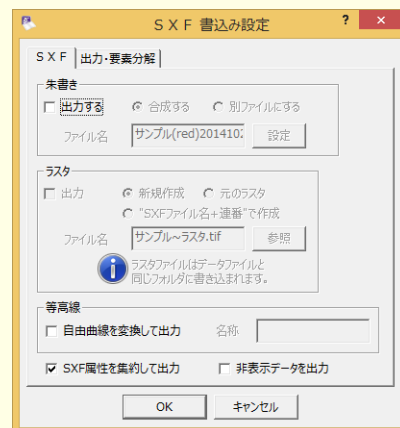 SXF 書込み設定 ? ×
SXF 出力・要素分解
朱書き
出力する 合成する 別ファイルにする
ファイル名 サンプル(red)201410 設定
ラスタ
出力 新規作成 元のラスタ
"SXFファイル名+連番"で作成
ファイル名 サンプル~ラスタ.tif 参照
ラスタファイルはデータファイルと
同じフォルダに書き込まれます。
等高線
自由曲線を変換して出力 名称
SXF属性を集約して出力 非表示データを出力
OK キャンセル